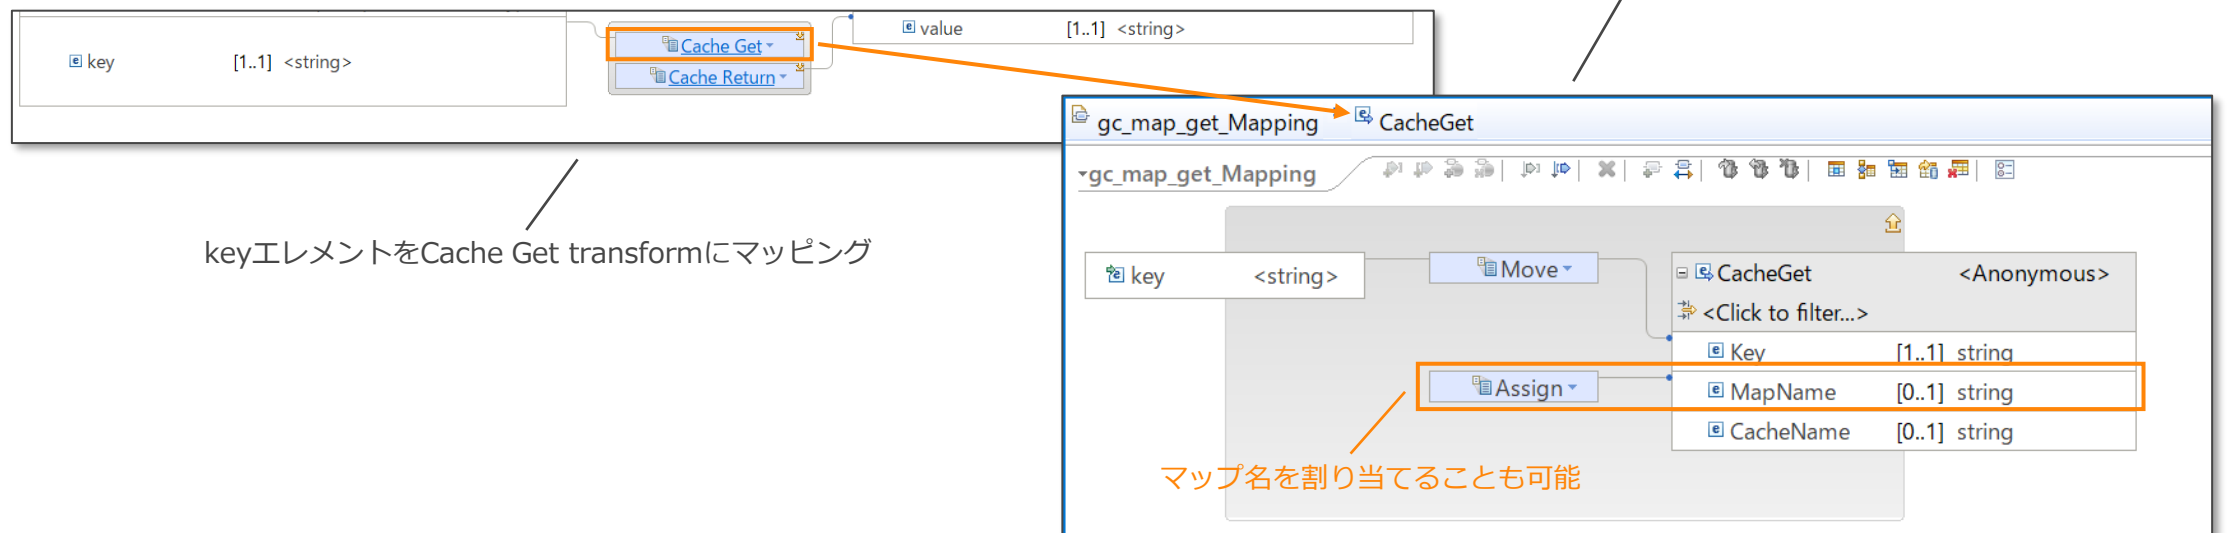 key [1..1] <string>
Cache Get
Cache Return
value [1..1] <string>
keyエレメントをCache Get transformにマッピング
gc_map_get_Mapping CacheGet
gc_map_get_Mapping
key <string>
Move
CacheGet <Anonymous>
<Click to filter...>
Key [1..1] string
Assign
MapName [0..1] string
CacheName [0..1] string
マップ名を割り当てることも可能